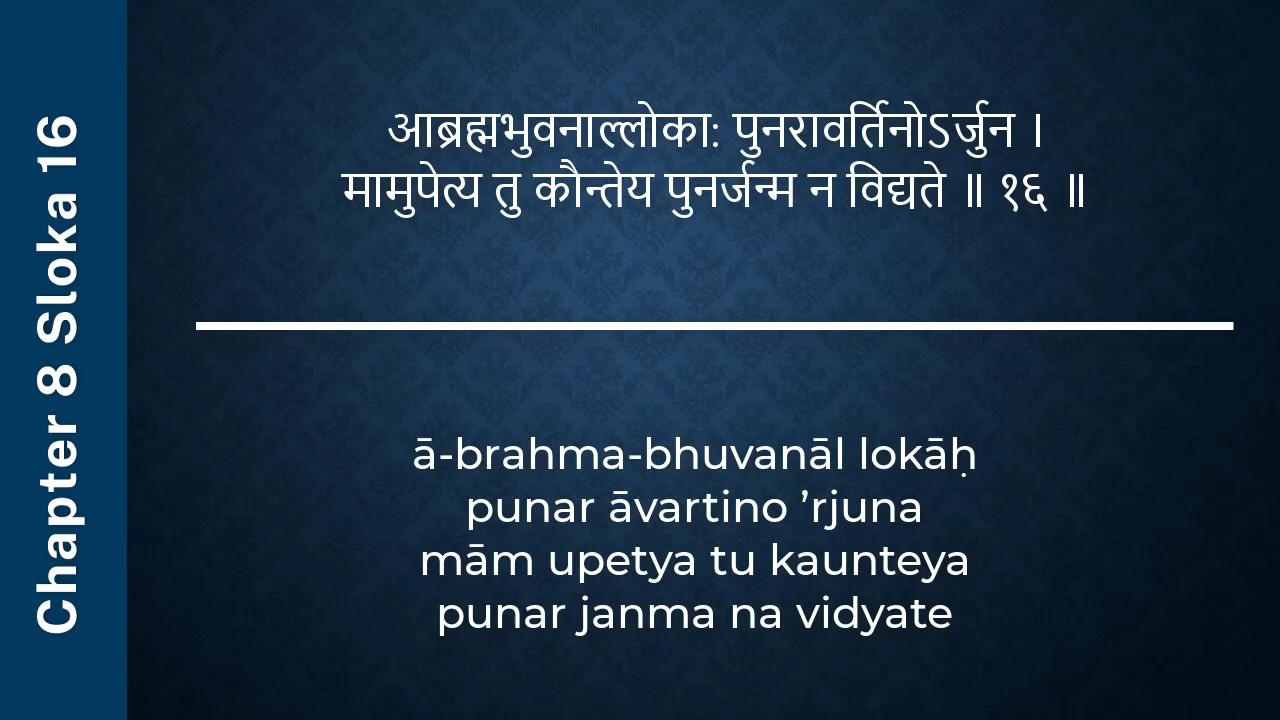 Chapter 8 Sloka 16
आब्रह्मभुवनाल्लोका: पुनरावर्तिनोऽर्जुन ।
मामुपेत्य तु कौन्तेय पुनर्जन्म न विद्यते ॥ १६ ॥
ā-brahma-bhuvanāl lokāḥ
punar āvartino ’rjuna
mām upetya tu kaunteya
punar janma na vidyate